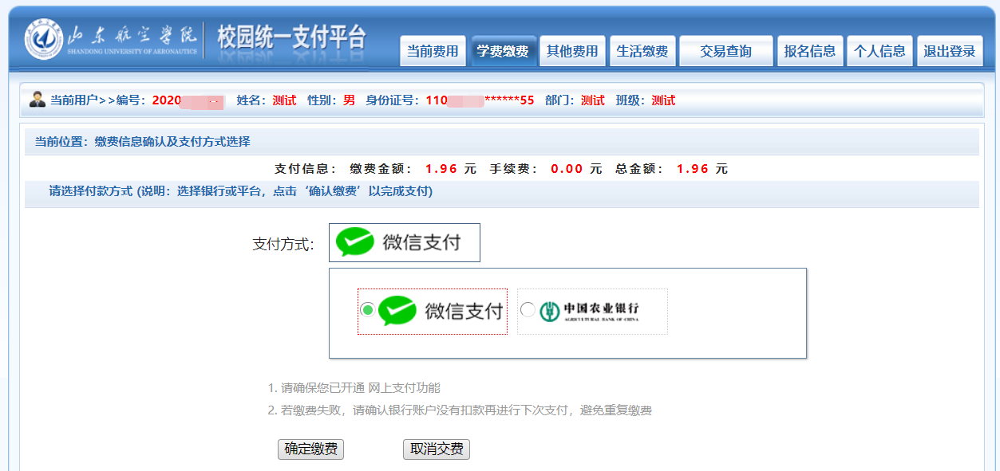 山东航空学院 校园统一支付平台
SHANDONG UNIVERSITY OF AERONAUTICS
当前费用 学费缴费 其他费用 生活缴费 交易查询 报名信息 个人信息 退出登录
当前用户>>编号：2020 姓名：测试 性别：男 身份证号：110******55 部门：测试 班级：测试
当前位置：缴费信息确认及支付方式选择
支付信息： 缴费金额： 1.96 元 手续费： 0.00 元 总金额： 1.96 元
请选择付款方式 (说明：选择银行或平台，点击‘确认缴费’以完成支付)
支付方式： 微信支付
微信支付 中国农业银行
AGRICULTURAL BANK OF CHINA
1. 请确保您已开通 网上支付功能
2. 若缴费失败，请确认银行账户没有扣款再进行下次支付，避免重复缴费
确定缴费 取消交费